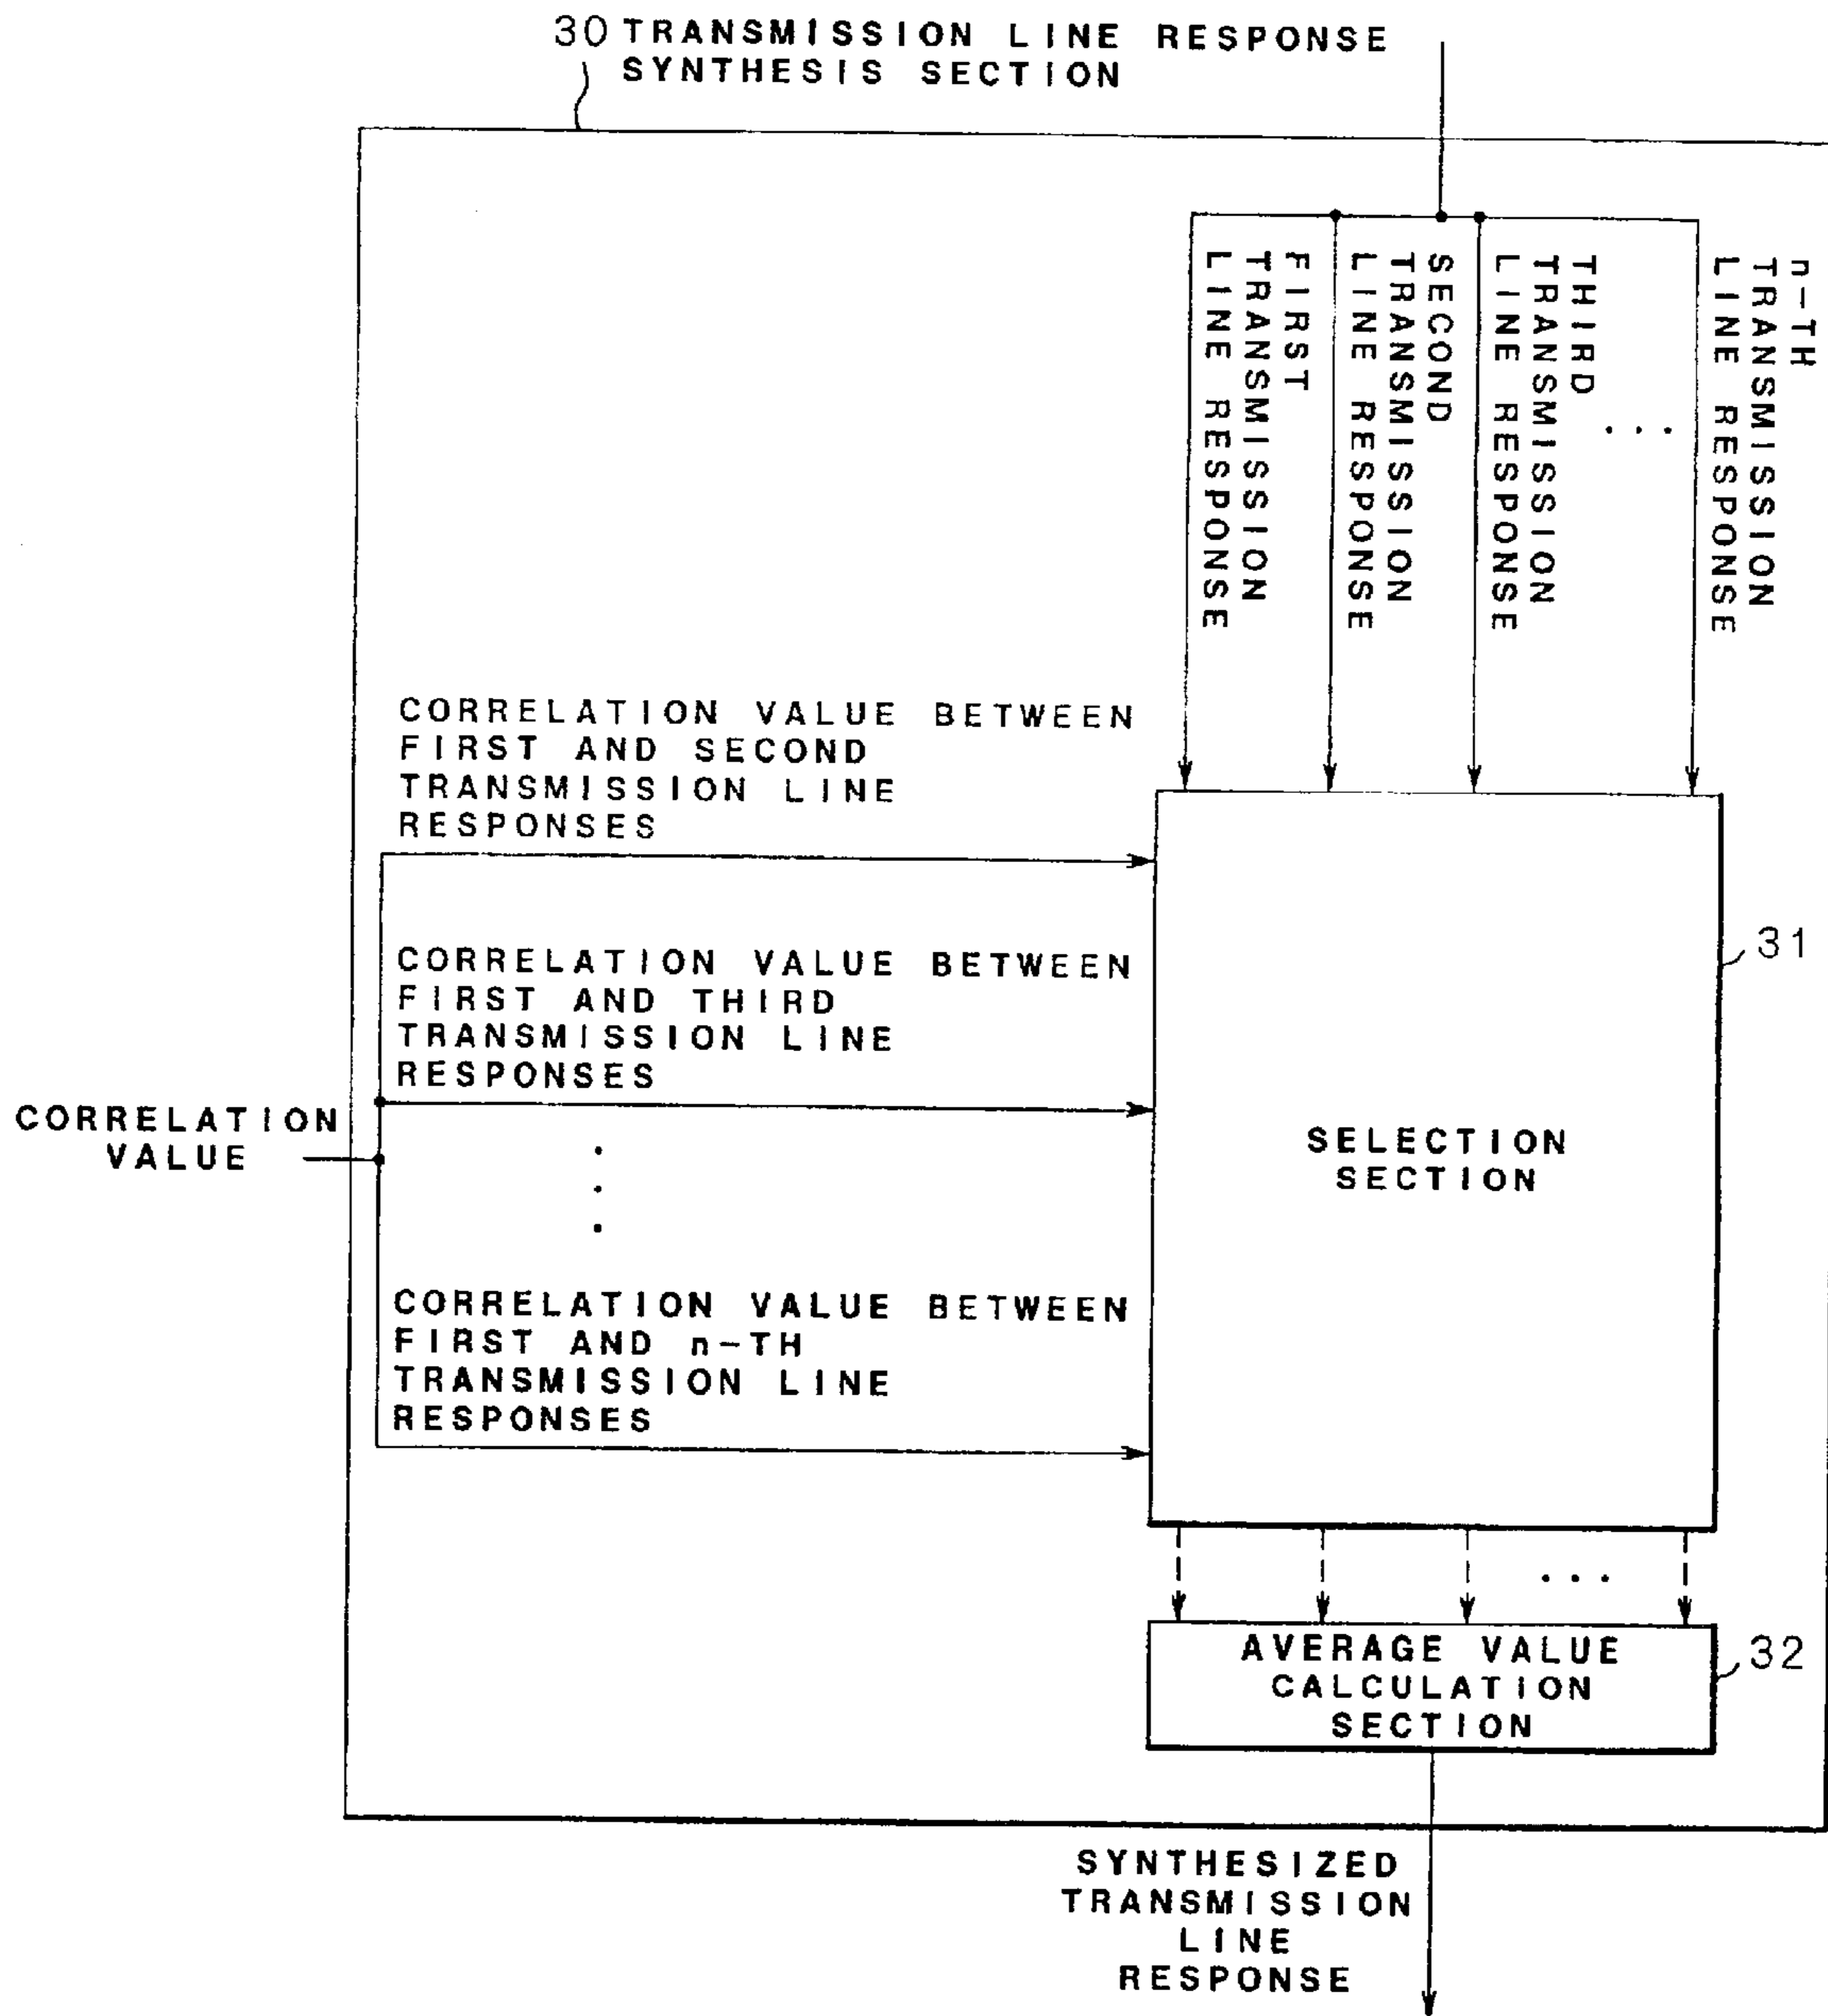 30 TRANSMISSION LINE RESPONSE
SYNTHESIS SECTION
FIRST
TRANSMISSION
LINE RESPONSE
SECOND
TRANSMISSION
LINE RESPONSE
THIRD
TRANSMISSION
LINE RESPONSE
...
n-TH
TRANSMISSION
LINE RESPONSE
CORRELATION VALUE BETWEEN
FIRST AND SECOND
TRANSMISSION LINE
RESPONSES
CORRELATION VALUE BETWEEN
FIRST AND THIRD
TRANSMISSION LINE
RESPONSES
CORRELATION
VALUE
CORRELATION VALUE BETWEEN
FIRST AND n-TH
TRANSMISSION LINE
RESPONSES
31
SELECTION
SECTION
...
AVERAGE VALUE
CALCULATION
SECTION
32
SYNTHESIZED
TRANSMISSION
LINE
RESPONSE